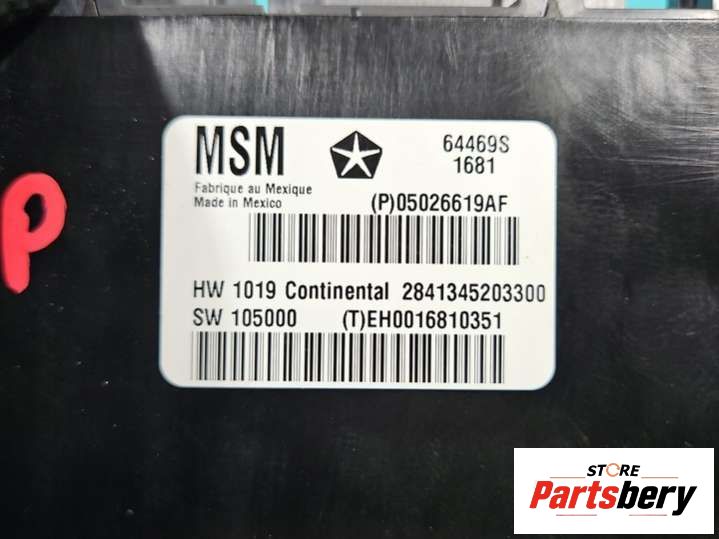 MSM
64469S
1681
Fabrique au Mexique
Made in Mexico
(P)05026619AF
HW 1019 Continental 2841345203300
SW 105000 (T)EH0016810351
P
STORE
Partsbery